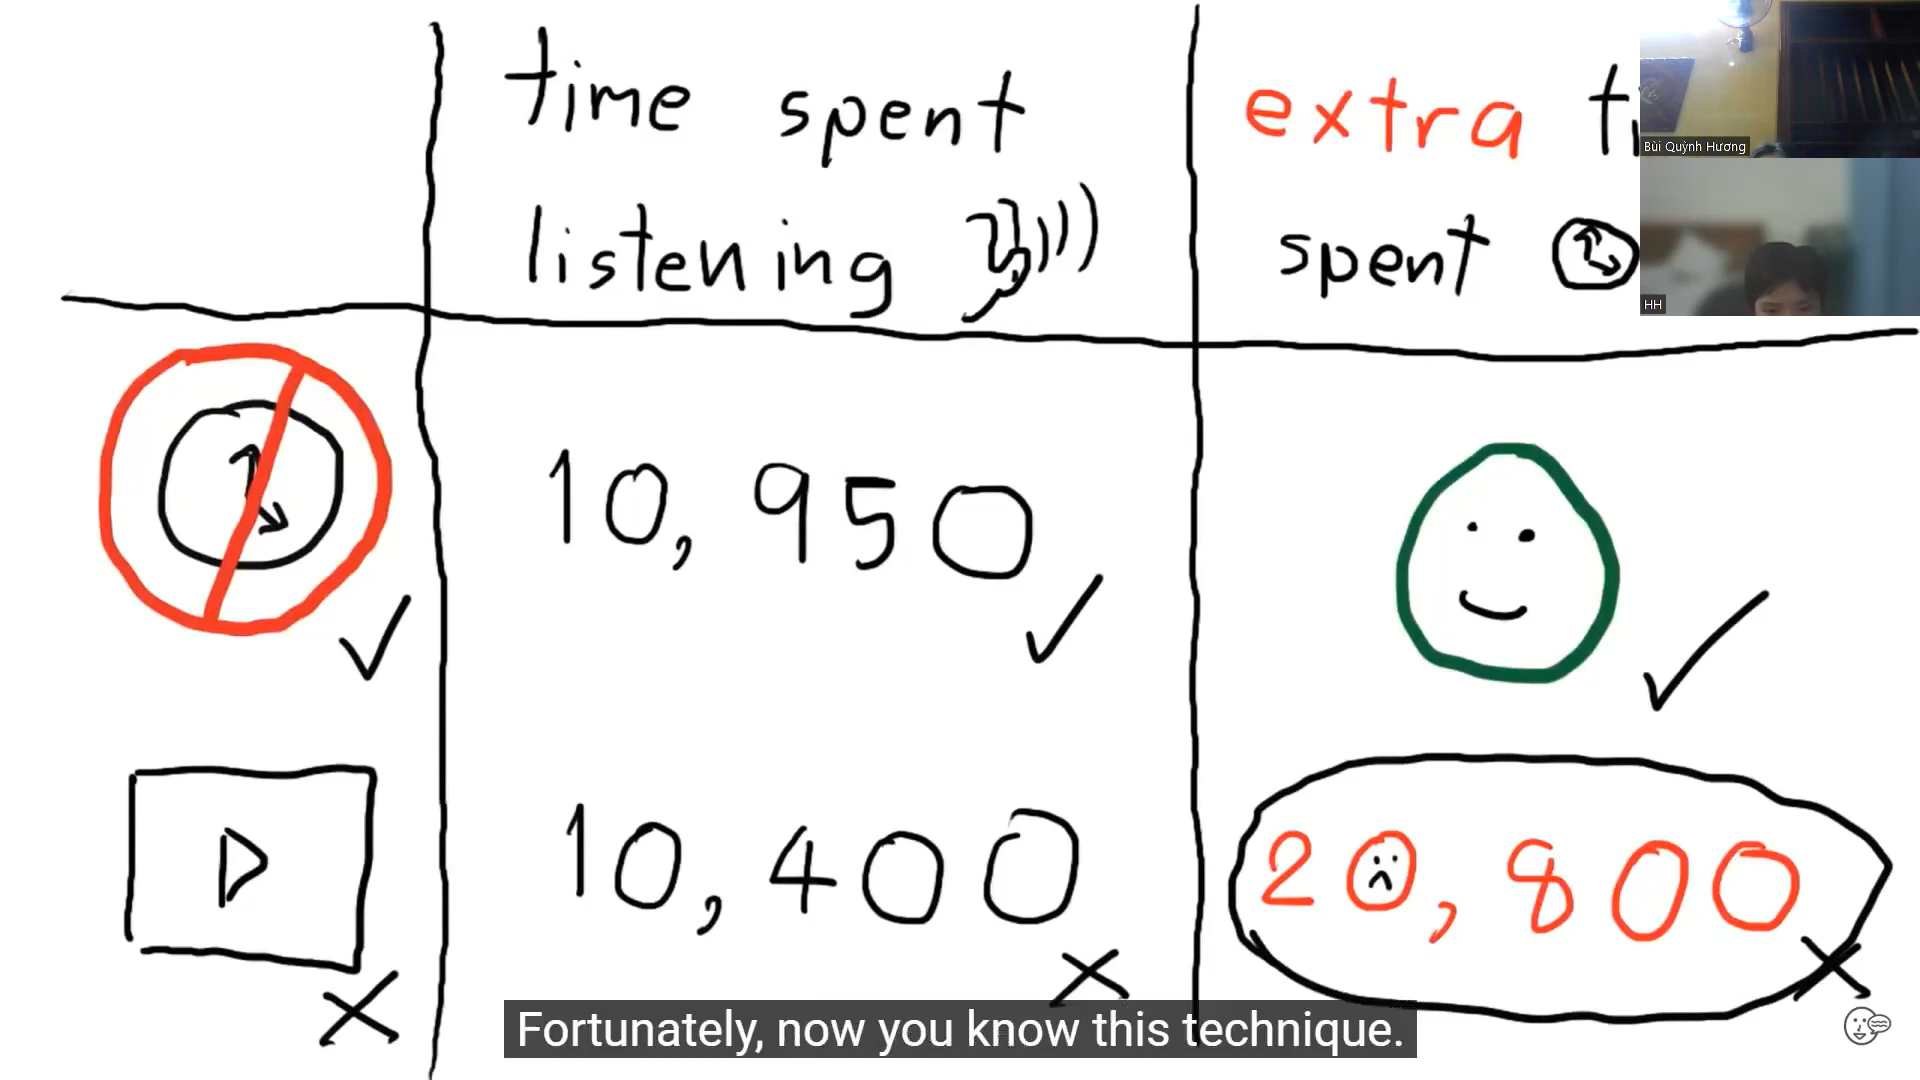 time spent
listening
extra
spent
10,950
10,400
20,800
Fortunately, now you know this technique.
Bùi Quỳnh Hương
HH